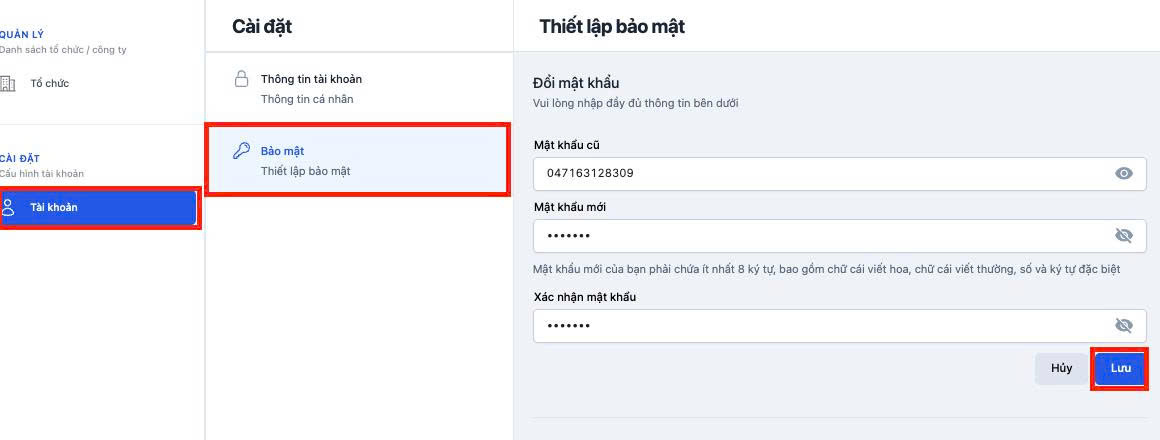 QUẢN LÝ
Danh sách tổ chức / công ty
Tổ chức
CÀI ĐẶT
Cấu hình tài khoản
Tài khoản
Cài đặt
Thông tin tài khoản
Thông tin cá nhân
Bảo mật
Thiết lập bảo mật
Thiết lập bảo mật
Đổi mật khẩu
Vui lòng nhập đầy đủ thông tin bên dưới
Mật khẩu cũ
047163128309
Mật khẩu mới
•••••••
Mật khẩu mới của bạn phải chứa ít nhất 8 ký tự, bao gồm chữ cái viết hoa, chữ cái viết thường, số và ký tự đặc biệt
Xác nhận mật khẩu
•••••••
Hủy
Lưu